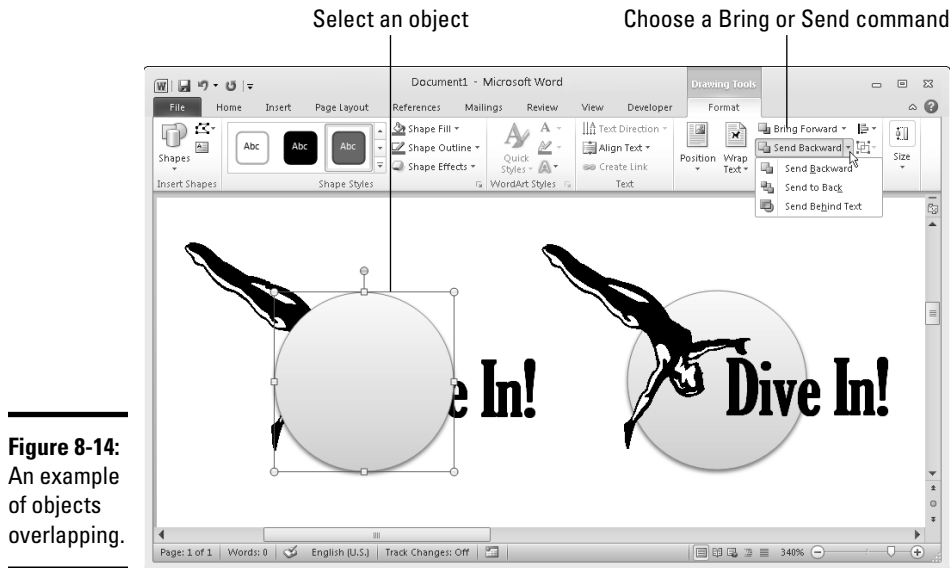 Select an object
Choose a Bring or Send command
Document1 - Microsoft Word
Drawing Tools
File Home Insert Page Layout References Mailings Review View Developer Format
Shapes
Insert Shapes
Abc Abc Abc
Shape Styles
Shape Fill
Shape Outline
Shape Effects
Quick Styles
WordArt Styles
Text Direction
Align Text
Create Link
Text
Position
Wrap Text
Bring Forward
Send Backward
Send Backward
Send to Back
Send Behind Text
Size
e In!
Dive In!
Page: 1 of 1 Words: 0 English (U.S.) Track Changes: Off 340%
Figure 8-14:
An example
of objects
overlapping.